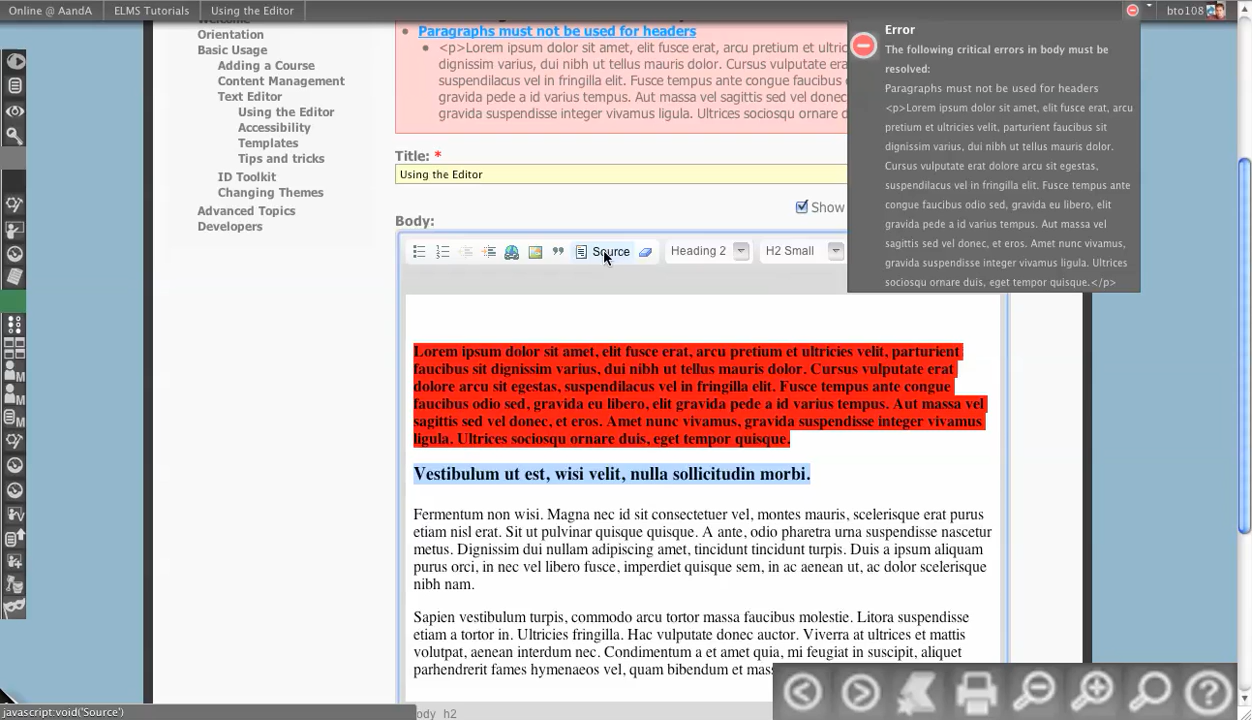 Online @ AandA
ELMS Tutorials
Using the Editor
bto108
Orientation
Basic Usage
Adding a Course
Content Management
Text Editor
Using the Editor
Accessibility
Templates
Tips and tricks
ID Toolkit
Changing Themes
Advanced Topics
Developers
Paragraphs must not be used for headers
<p>Lorem ipsum dolor sit amet, elit fusce erat, arcu pretium et ultric
dignissim varius, dui nibh ut tellus mauris dolor. Cursus vulputate erat
suspendilacus vel in fringilla elit. Fusce tempus ante congue faucibus o
gravida pede a id varius tempus. Aut massa vel sagittis sed vel donec, e
gravida suspendisse integer vivamus ligula. Ultrices sociosqu ornare d
Title: *
Using the Editor
Show
Body:
Source
Heading 2
H2 Small
Lorem ipsum dolor sit amet, elit fusce erat, arcu pretium et ultricies velit, parturient
faucibus sit dignissim varius, dui nibh ut tellus mauris dolor. Cursus vulputate erat
dolore arcu sit egestas, suspendilacus vel in fringilla elit. Fusce tempus ante congue
faucibus odio sed, gravida eu libero, elit gravida pede a id varius tempus. Aut massa vel
sagittis sed vel donec, et eros. Amet nunc vivamus, gravida suspendisse integer vivamus
ligula. Ultrices sociosqu ornare duis, eget tempor quisque.
Vestibulum ut est, wisi velit, nulla sollicitudin morbi.
Fermentum non wisi. Magna nec id sit consectetuer vel, montes mauris, scelerisque erat purus
etiam nisl erat. Sit ut pulvinar quisque quisque. A ante, odio pharetra urna suspendisse nascetur
metus. Dignissim dui nullam adipiscing amet, tincidunt tincidunt turpis. Duis a ipsum aliquam
purus orci, in nec vel libero fusce, imperdiet quisque sem, in ac aenean ut, ac dolor scelerisque
nibh nam.
Sapien vestibulum turpis, commodo arcu tortor massa faucibus molestie. Litora suspendisse
etiam a tortor in. Ultricies fringilla. Hac vulputate donec auctor. Viverra at ultrices et mattis
volutpat, aenean interdum nec. Condimentum a et amet quia, mi feugiat in suscipit, aliquet
parhendrerit fames hymenaeos vel, quam bibendum et mas
ody h2
javascript:void('Source')
Error
The following critical errors in body must be
resolved:
Paragraphs must not be used for headers
<p>Lorem ipsum dolor sit amet, elit fusce erat, arcu
pretium et ultricies velit, parturient faucibus sit
dignissim varius, dui nibh ut tellus mauris dolor.
Cursus vulputate erat dolore arcu sit egestas,
suspendilacus vel in fringilla elit. Fusce tempus ante
congue faucibus odio sed, gravida eu libero, elit
gravida pede a id varius tempus. Aut massa vel
sagittis sed vel donec, et eros. Amet nunc vivamus,
gravida suspendisse integer vivamus ligula. Ultrices
sociosqu ornare duis, eget tempor quisque.</p>